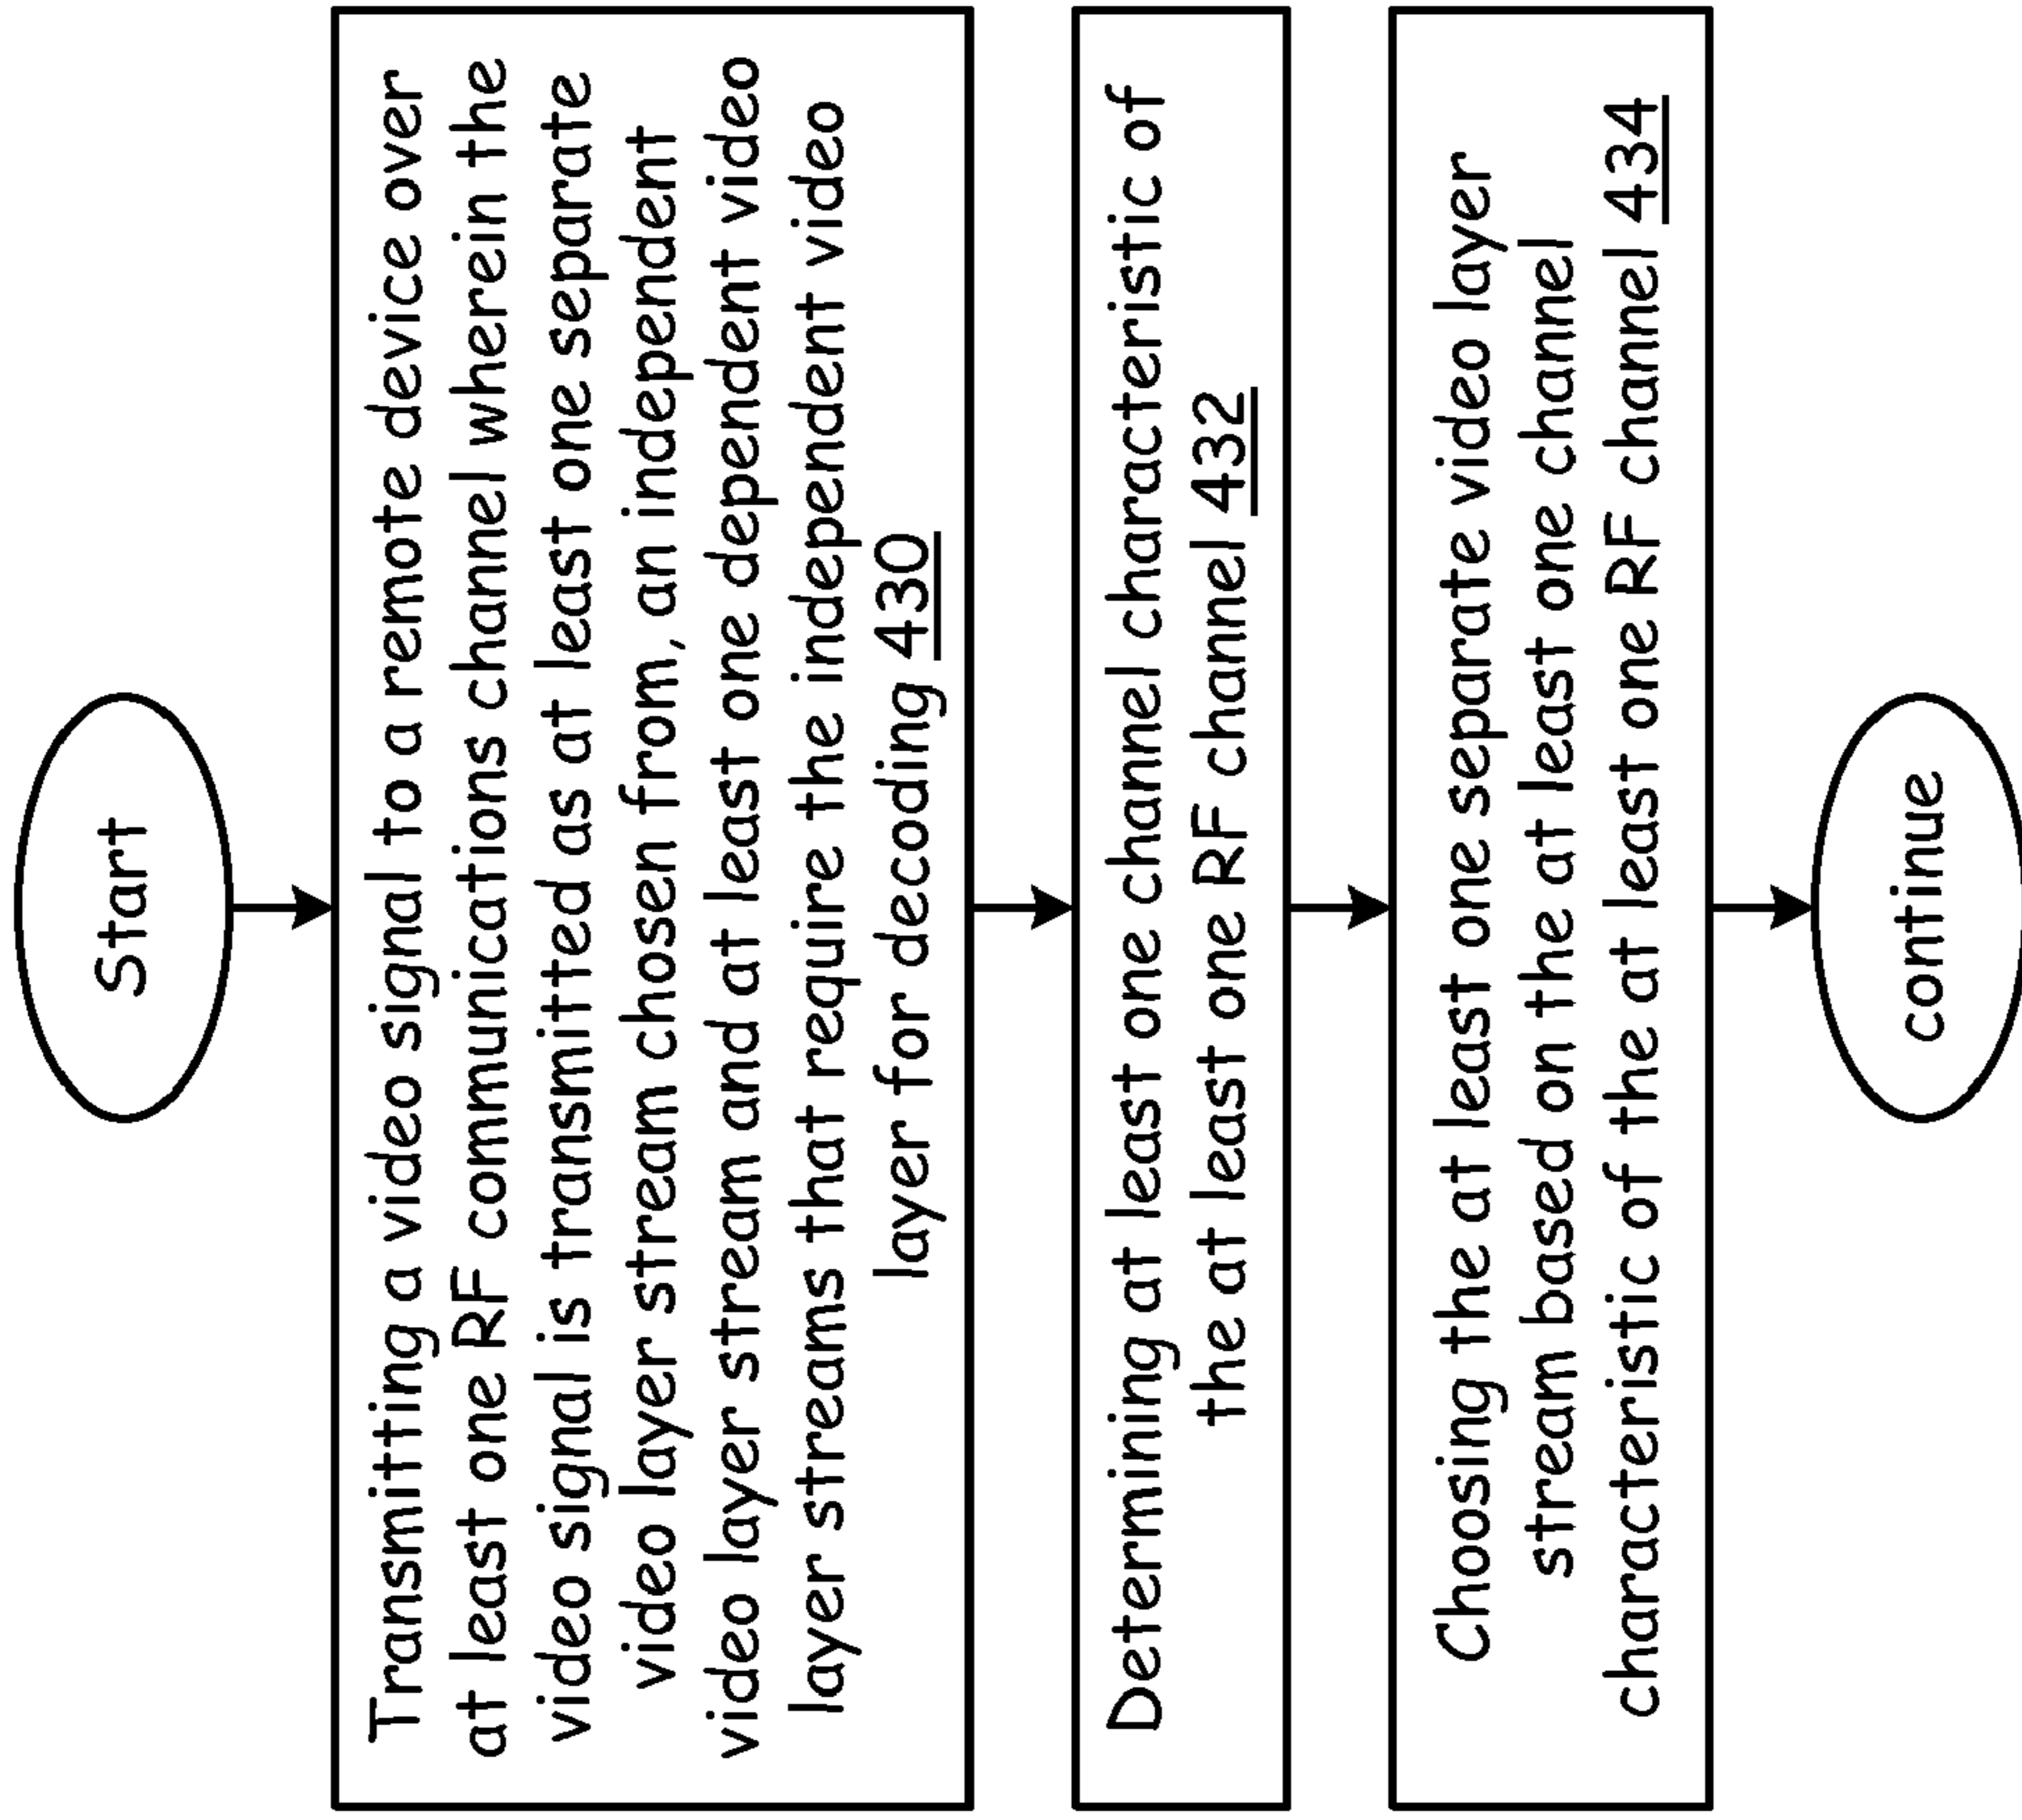 Start
Transmitting a video signal to a remote device over
at least one RF communications channel wherein the
video signal is transmitted as at least one separate
video layer stream chosen from, an independent
video layer stream and at least one dependent video
layer streams that require the independent video
layer for decoding 430
Determining at least one channel characteristic of
the at least one RF channel 432
Choosing the at least one separate video layer
stream based on the at least one channel
characteristic of the at least one RF channel 434
continue